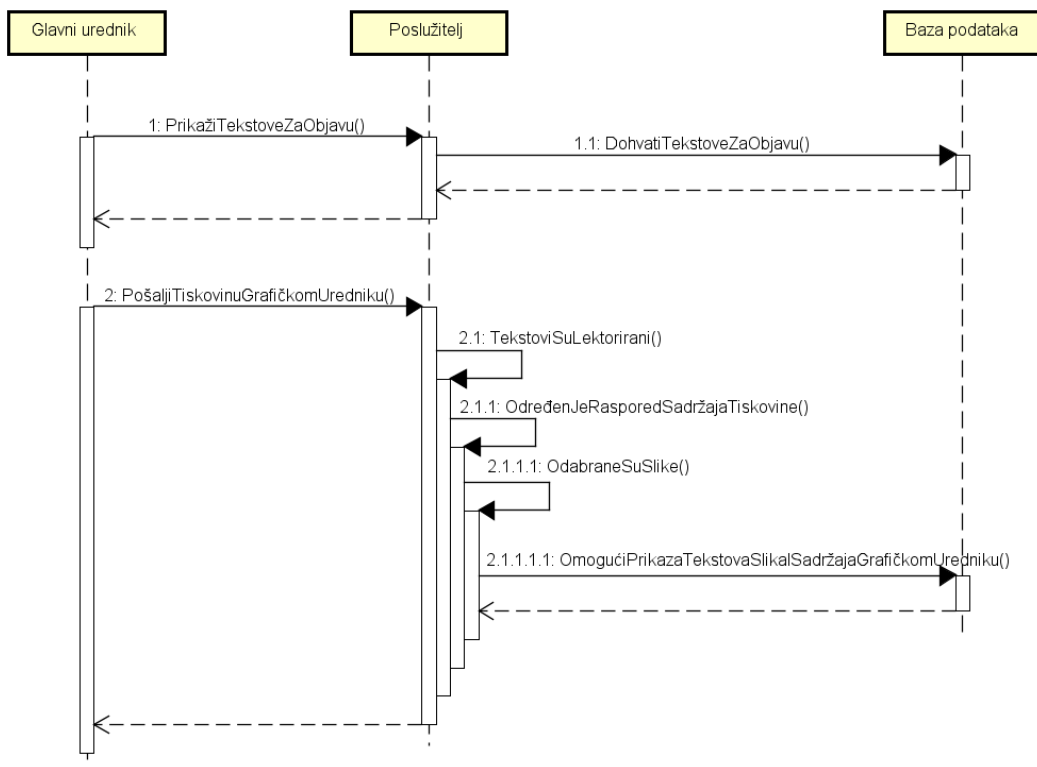 Glavni urednik
Poslužitelj
Baza podataka
1: PrikažiTekstoveZaObjavu()
1.1: DohvatiTekstoveZaObjavu()
2: PošaljiTiskovinuGrafičkomUredniku()
2.1: TekstoviSuLektorirani()
2.1.1: OdređenJeRasporedSadržajaTiskovine()
2.1.1.1: OdabraneSuSlike()
2.1.1.1.1: OmogućiPrikazaTekstovaSlikaISadržajaGrafičkomUredniku()